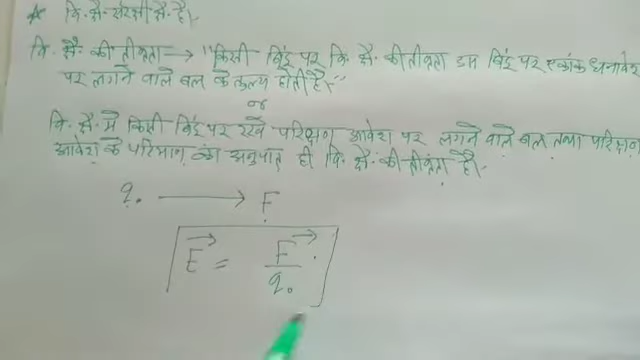 * वि. क्षै. संरक्षी क्षै. है।
वि. क्षै. की तीव्रता → "किसी बिंदु पर वि. क्षै. की तीव्रता उस बिंदु पर एकांक धनावेश
पर लगने वाले बल के तुल्य होती है।"
or
वि. क्षै. में किसी बिंदु पर रखे परिक्षण आवेश पर लगने वाले बल तथा परिक्षण
आवेश के परिमाण का अनुपात ही वि. क्षै. की तीव्रता है।
q₀ → F
E⃗ = F⃗ / q₀